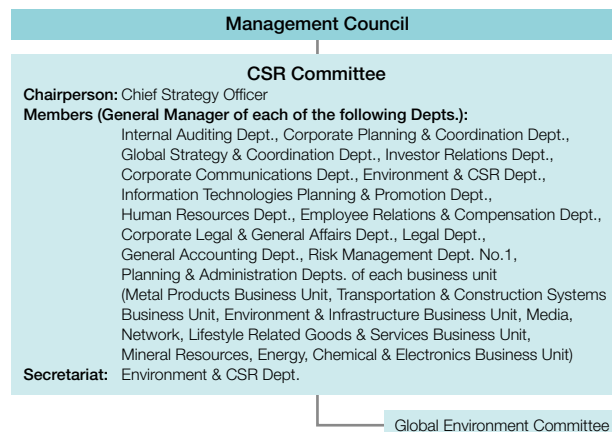 Management Council
CSR Committee
Chairperson: Chief Strategy Officer
Members (General Manager of each of the following Depts.):
Internal Auditing Dept., Corporate Planning & Coordination Dept.,
Global Strategy & Coordination Dept., Investor Relations Dept.,
Corporate Communications Dept., Environment & CSR Dept.,
Information Technologies Planning & Promotion Dept.,
Human Resources Dept., Employee Relations & Compensation Dept.,
Corporate Legal & General Affairs Dept., Legal Dept.,
General Accounting Dept., Risk Management Dept. No.1,
Planning & Administration Depts. of each business unit
(Metal Products Business Unit, Transportation & Construction Systems
Business Unit, Environment & Infrastructure Business Unit, Media,
Network, Lifestyle Related Goods & Services Business Unit,
Mineral Resources, Energy, Chemical & Electronics Business Unit)
Secretariat: Environment & CSR Dept.
Global Environment Committee